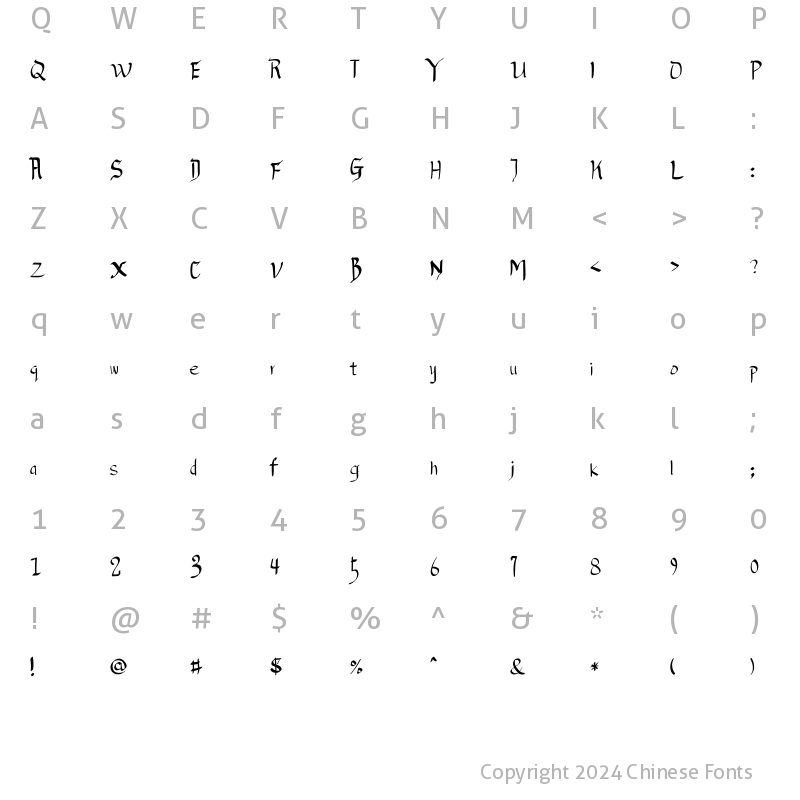 Q W E R T Y U I O P
Q W E R T Y U I O P
A S D F G H J K L :
A S D F G H J K L :
Z X C V B N M < > ?
Z X C V B N M < > ?
q w e r t y u i o p
q w e r t y u i o p
a s d f g h j k l ;
a s d f g h j k l ;
1 2 3 4 5 6 7 8 9 0
1 2 3 4 5 6 7 8 9 0
! @ # $ % ^ & * ( )
! @ # $ % ^ & * ( )
Copyright 2024 Chinese Fonts